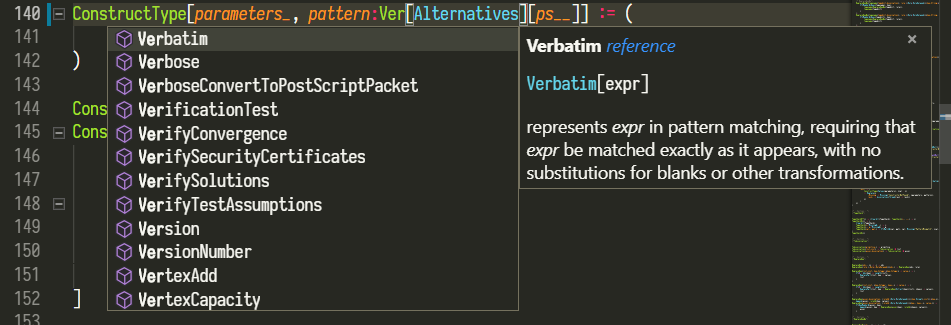 140 ConstructType[parameters_, pattern:Ver[Alternatives][ps__]] := (
141
142 )
143
144 Cons
145 Cons
146
147
148
149
150
151
152 ]
153
Verbatim
Verbose
VerboseConvertToPostScriptPacket
VerificationTest
VerifyConvergence
VerifySecurityCertificates
VerifySolutions
VerifyTestAssumptions
Version
VersionNumber
VertexAdd
VertexCapacity
Verbatim reference ×
Verbatim[expr]
represents expr in pattern matching, requiring that
expr be matched exactly as it appears, with no
substitutions for blanks or other transformations.